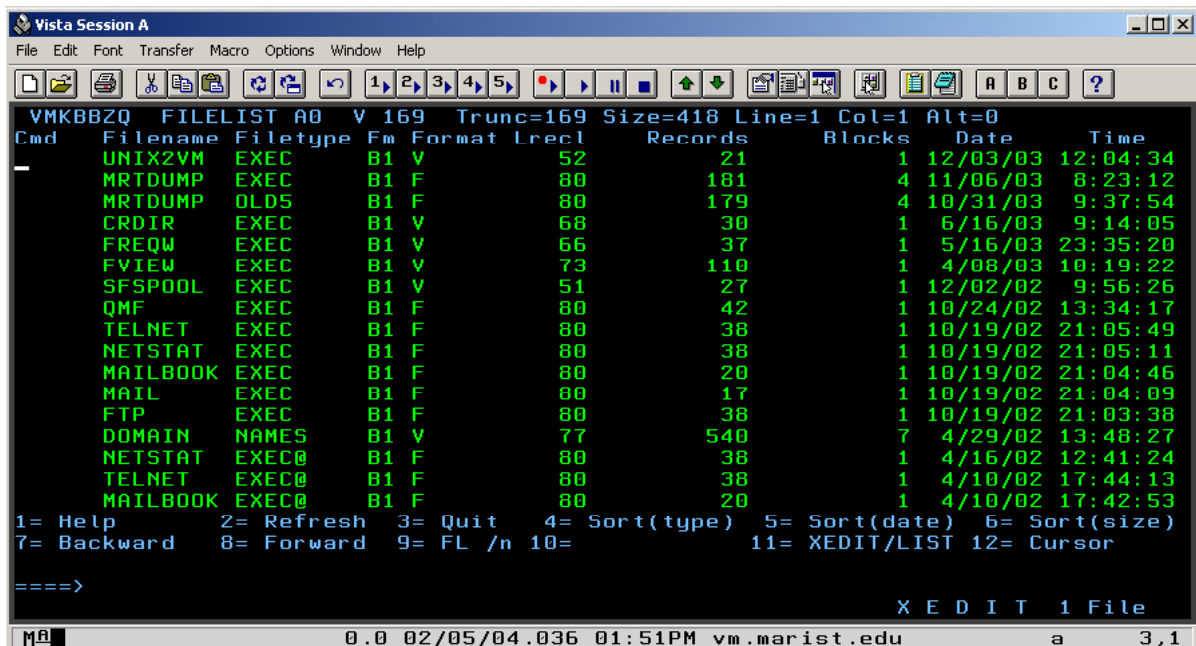 Vista Session A
File Edit Font Transfer Macro Options Window Help
1 2 3 4 5 A B C ?
VMKBBZQ FILELIST A0 V 169 Trunc=169 Size=418 Line=1 Col=1 Alt=0
Cmd Filename Filetype Fm Format Lrecl Records Blocks Date Time
UNIX2VM EXEC B1 V 52 21 1 12/03/03 12:04:34
MRTDUMP EXEC B1 F 80 181 4 11/06/03 8:23:12
MRTDUMP OLD5 B1 F 80 179 4 10/31/03 9:37:54
CRDIR EXEC B1 V 68 30 1 6/16/03 9:14:05
FREQW EXEC B1 V 66 37 1 5/16/03 23:35:20
FVIEW EXEC B1 V 73 110 1 4/08/03 10:19:22
SFSPOOL EXEC B1 V 51 27 1 12/02/02 9:56:26
QMF EXEC B1 F 80 42 1 10/24/02 13:34:17
TELNET EXEC B1 F 80 38 1 10/19/02 21:05:49
NETSTAT EXEC B1 F 80 38 1 10/19/02 21:05:11
MAILBOOK EXEC B1 F 80 20 1 10/19/02 21:04:46
MAIL EXEC B1 F 80 17 1 10/19/02 21:04:09
FTP EXEC B1 F 80 38 1 10/19/02 21:03:38
DOMAIN NAMES B1 V 77 540 7 4/29/02 13:48:27
NETSTAT EXEC@ B1 F 80 38 1 4/16/02 12:41:24
TELNET EXEC@ B1 F 80 38 1 4/10/02 17:44:13
MAILBOOK EXEC@ B1 F 80 20 1 4/10/02 17:42:53
1= Help 2= Refresh 3= Quit 4= Sort(type) 5= Sort(date) 6= Sort(size)
7= Backward 8= Forward 9= FL /n 10= 11= XEDIT/LIST 12= Cursor
====>
X E D I T 1 File
MA 0.0 02/05/04.036 01:51PM vm.marist.edu a 3,1